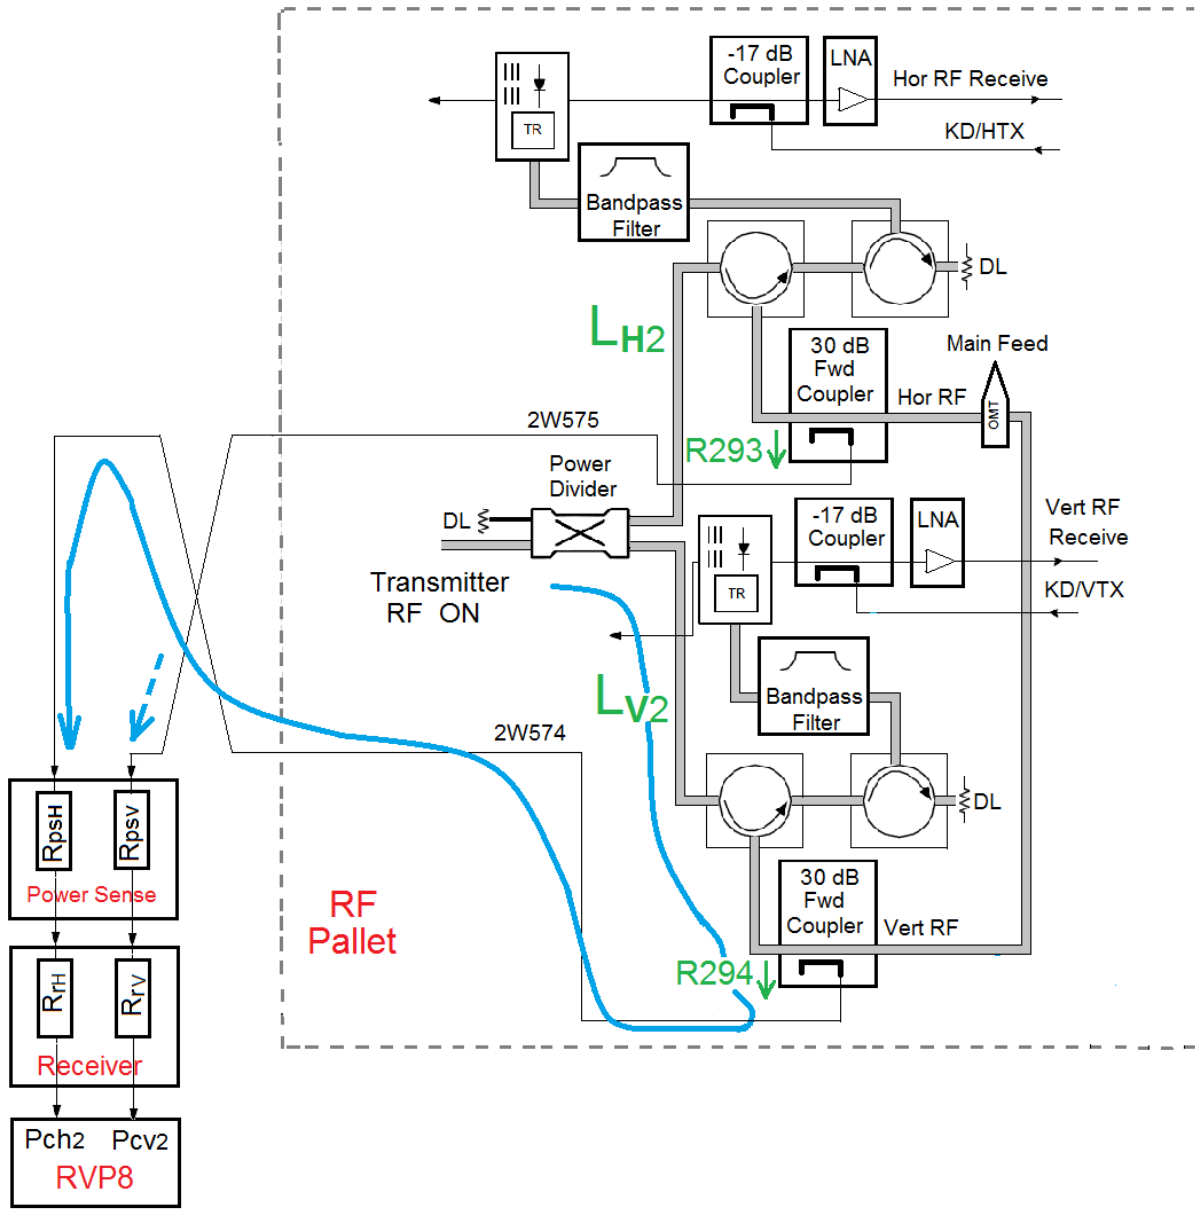 -17 dB
Coupler
LNA
Hor RF Receive
KD/HTX
TR
Bandpass
Filter
DL
LH2
30 dB
Fwd
Coupler
Main Feed
Hor RF
OMT
2W575
R293
Power
Divider
DL
Transmitter
RF ON
-17 dB
Coupler
LNA
Vert RF
Receive
KD/VTX
TR
Bandpass
Filter
LV2
2W574
DL
RpsH
Rpsv
Power Sense
RF
Pallet
30 dB
Fwd
Coupler
Vert RF
R294
RrH
Rrv
Receiver
Pch2 Pcv2
RVP8